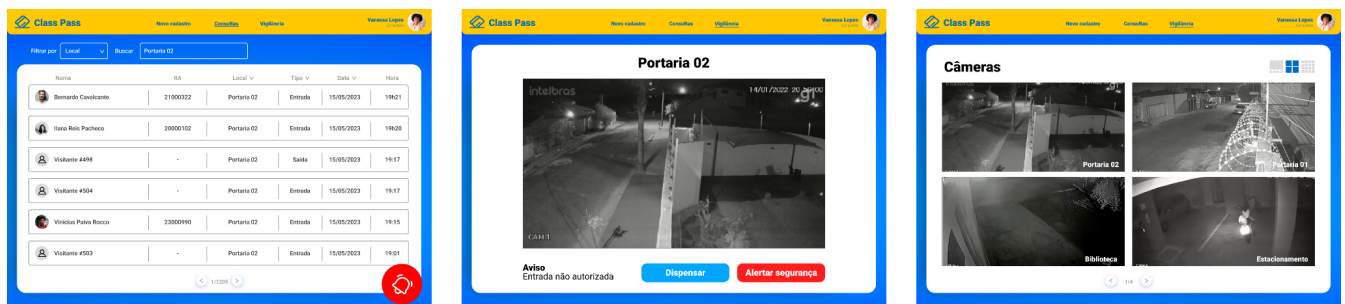 Class Pass
Novo cadastro Consultas Vigilância
Vanessa Lopes
Filtrar por Local Buscar Portaria 02
Nome RA Local Tipo Data Hora
Bernardo Cavalcante 21000322 Portaria 02 Entrada 15/05/2023 19h21
Ilana Reis Pacheco 20000102 Portaria 02 Entrada 15/05/2023 19h20
Visitante #498 - Portaria 02 Saída 15/05/2023 19:17
Visitante #504 - Portaria 02 Entrada 15/05/2023 19:17
Vinicius Paiva Rocco 23000990 Portaria 02 Entrada 15/05/2023 19:15
Visitante #503 - Portaria 02 Entrada 15/05/2023 19:01
< 1/1205 >
Class Pass
Novo cadastro Consultas Vigilância
Vanessa Lopes
Portaria 02
intelbras
14/01/2022
g1
CAM 1
Aviso
Entrada não autorizada
Dispensar
Alertar segurança
Class Pass
Novo cadastro Consultas Vigilância
Vanessa Lopes
Câmeras
Portaria 02
Portaria 01
Biblioteca
Estacionamento
< 1/4 >